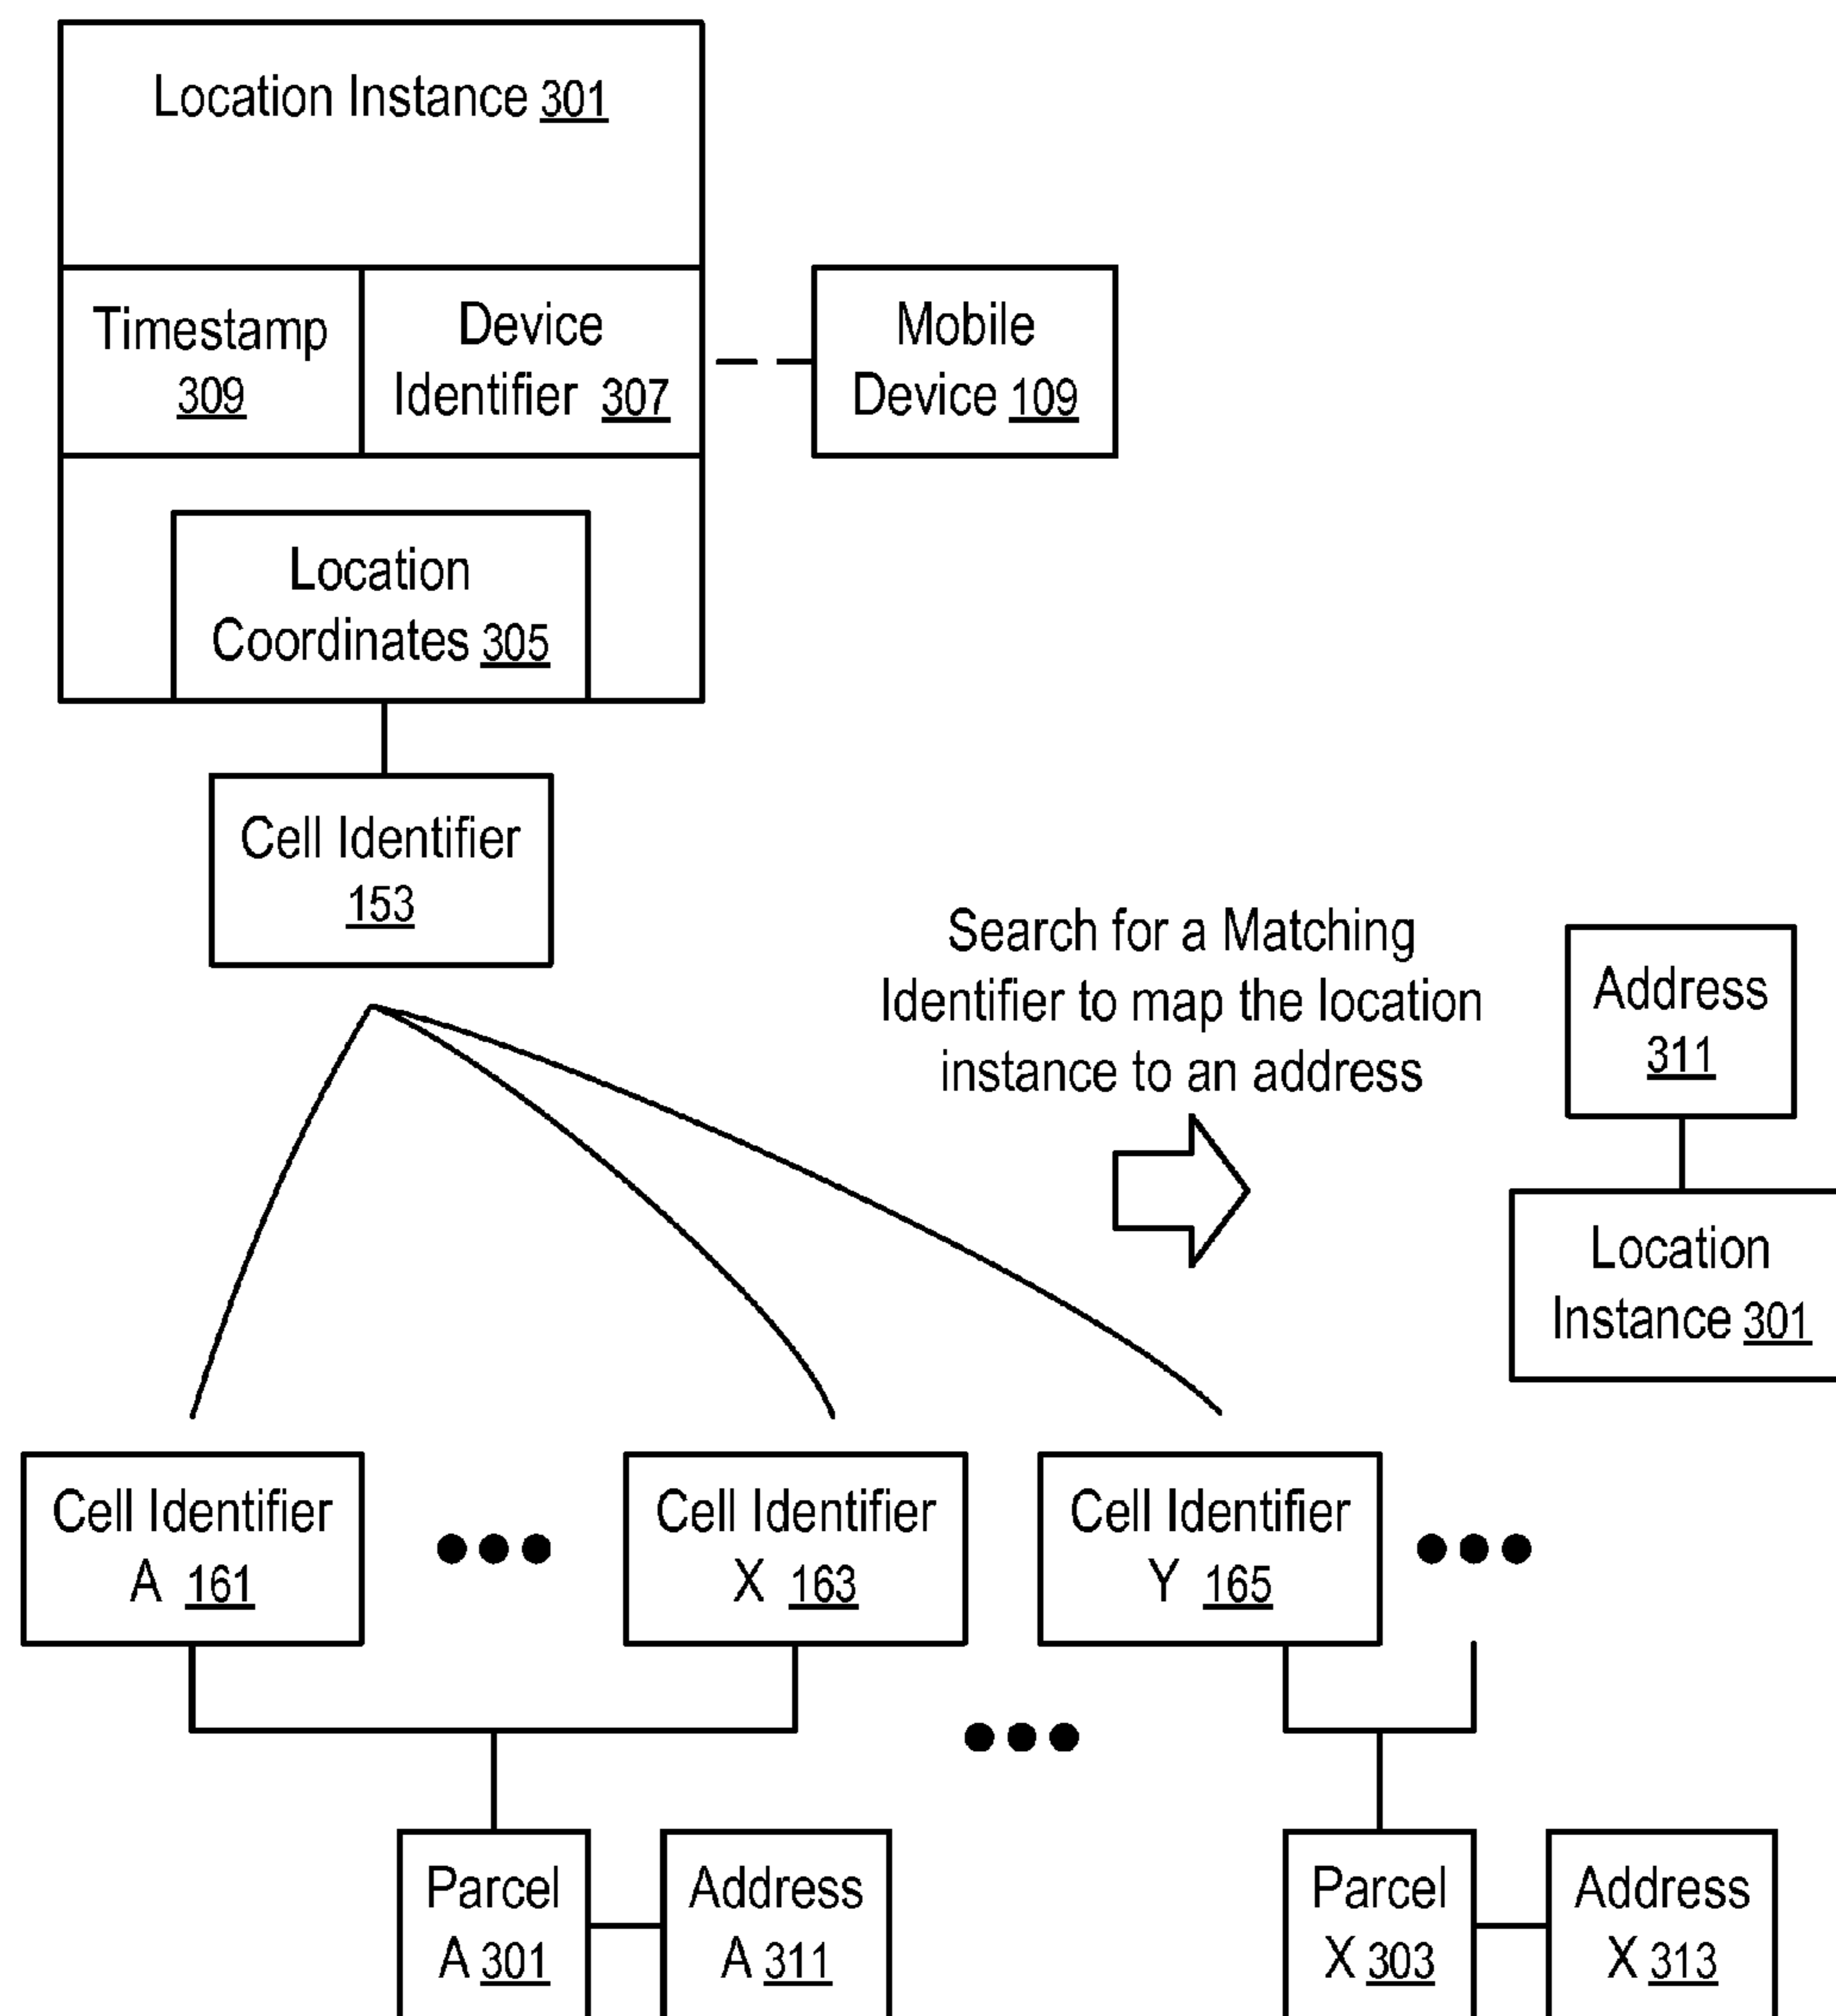 Location Instance 301
Timestamp
309
Device
Identifier 307
Mobile
Device 109
Location
Coordinates 305
Cell Identifier
153
Search for a Matching
Identifier to map the location
instance to an address
Address
311
Location
Instance 301
Cell Identifier
A 161
Cell Identifier
X 163
Cell Identifier
Y 165
Parcel
A 301
Address
A 311
Parcel
X 303
Address
X 313